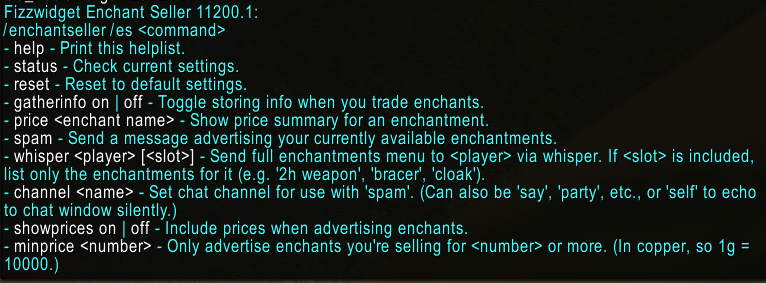 Fizzwidget Enchant Seller 11200.1:
/enchantseller /es <command>
- help - Print this helplist.
- status - Check current settings.
- reset - Reset to default settings.
- gatherinfo on | off - Toggle storing info when you trade enchants.
- price <enchant name> - Show price summary for an enchantment.
- spam - Send a message advertising your currently available enchantments.
- whisper <player> [<slot>] - Send full enchantments menu to <player> via whisper. If <slot> is included,
list only the enchantments for it (e.g. '2h weapon', 'bracer', 'cloak').
- channel <name> - Set chat channel for use with 'spam'. (Can also be 'say', 'party', etc., or 'self' to echo
to chat window silently.)
- showprices on | off - Include prices when advertising enchants.
- minprice <number> - Only advertise enchants you're selling for <number> or more. (In copper, so 1g =
10000.)